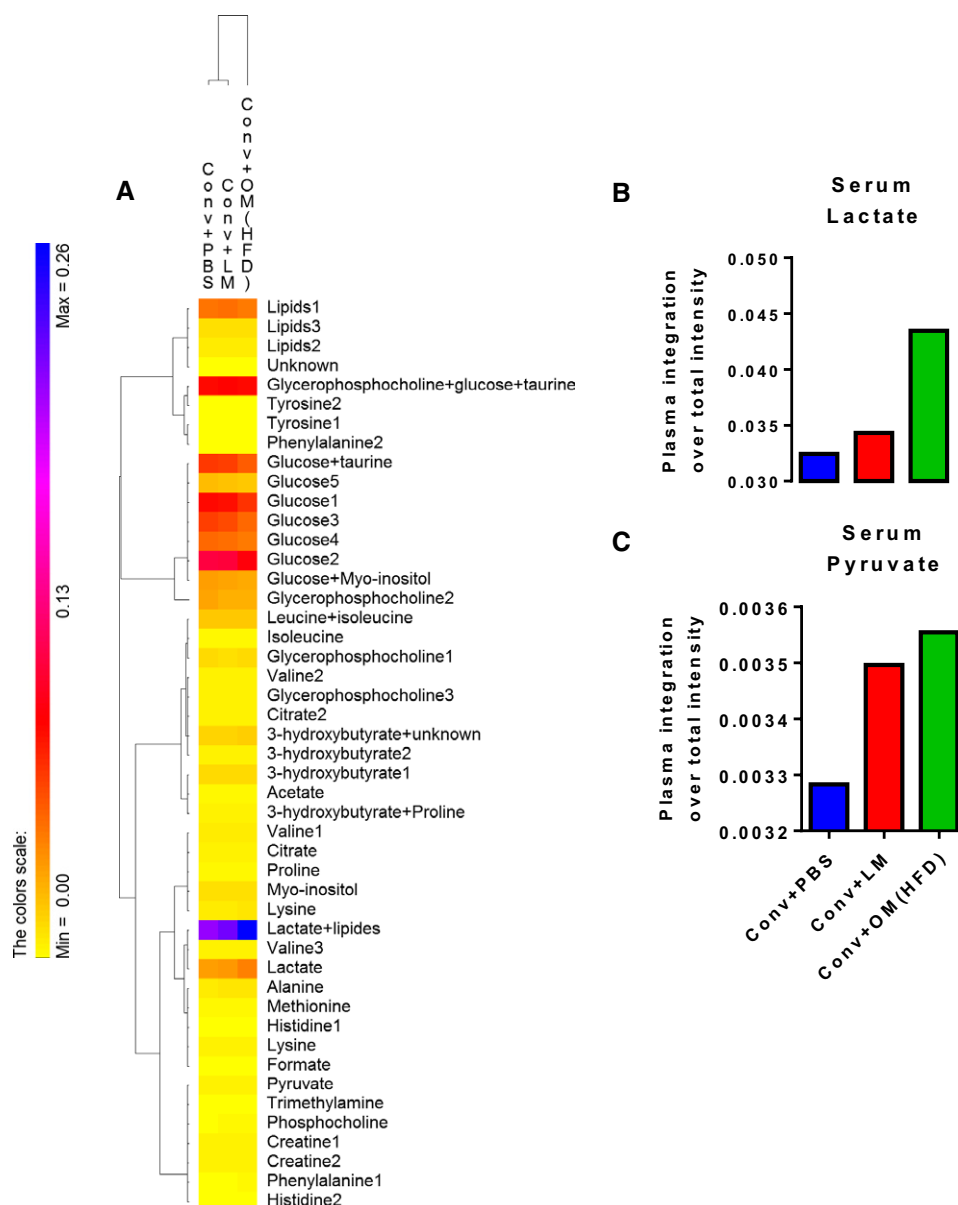 A
Conv+PBS
Conv+LM
Conv+OM(HFD)
The colors scale:
Min = 0.00
0.13
Max = 0.26
Lipids1
Lipids3
Lipids2
Unknown
Glycerophosphocholine+glucose+taurine
Tyrosine2
Tyrosine1
Phenylalanine2
Glucose+taurine
Glucose5
Glucose1
Glucose3
Glucose4
Glucose2
Glucose+Myo-inositol
Glycerophosphocholine2
Leucine+isoleucine
Isoleucine
Glycerophosphocholine1
Valine2
Glycerophosphocholine3
Citrate2
3-hydroxybutyrate+unknown
3-hydroxybutyrate2
3-hydroxybutyrate1
Acetate
3-hydroxybutyrate+Proline
Valine1
Citrate
Proline
Myo-inositol
Lysine
Lactate+lipides
Valine3
Lactate
Alanine
Methionine
Histidine1
Lysine
Formate
Pyruvate
Trimethylamine
Phosphocholine
Creatine1
Creatine2
Phenylalanine1
Histidine2
B
Serum
Lactate
Plasma integration
over total intensity
0.050
0.045
0.040
0.035
0.030
C
Serum
Pyruvate
Plasma integration
over total intensity
0.0036
0.0035
0.0034
0.0033
0.0032
Conv+PBS
Conv+LM
Conv+OM(HFD)